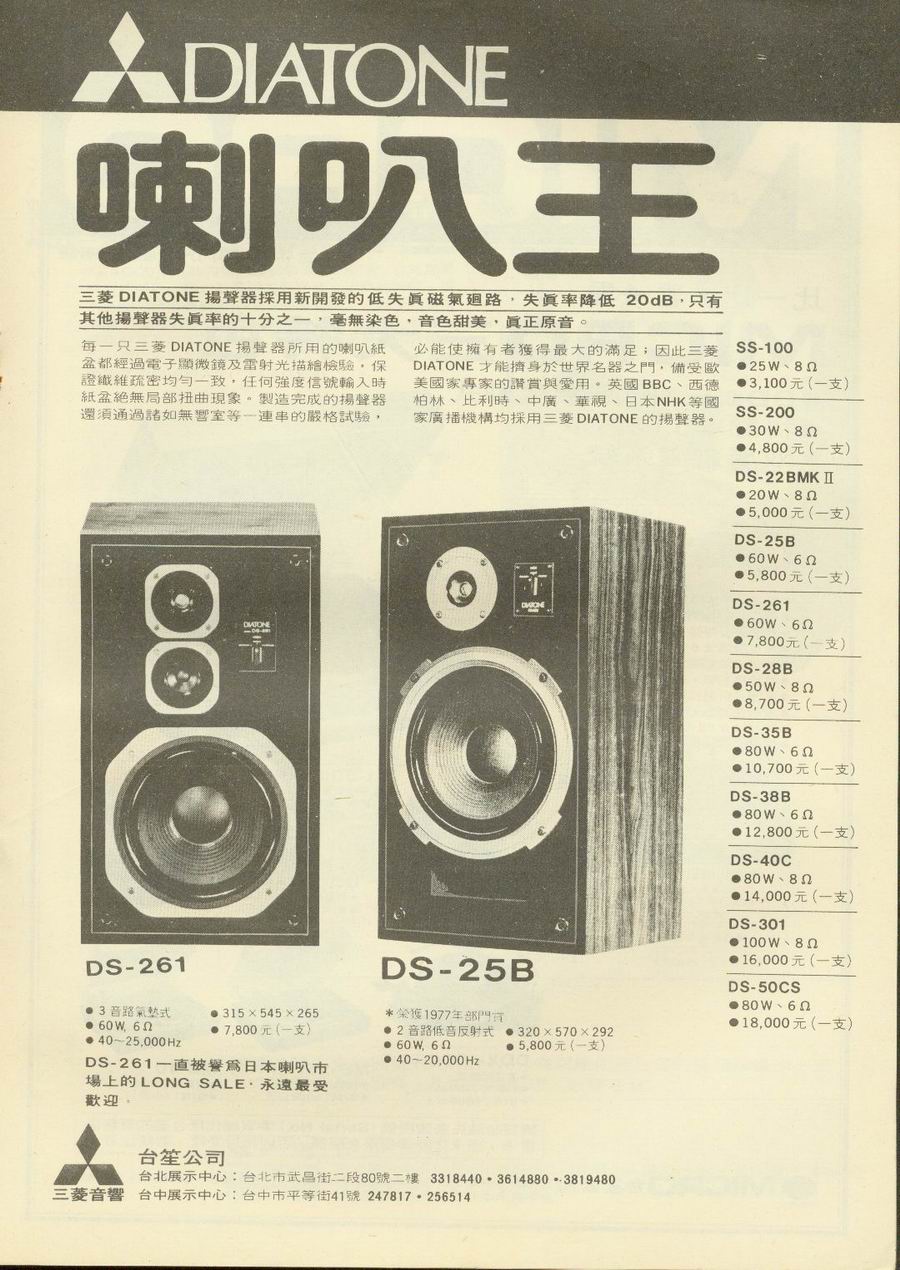 DIATONE
喇叭王
三菱 DIATONE 揚聲器採用新開發的低失眞磁氣廻路，失眞率降低 20dB，只有
其他揚聲器失眞率的十分之一，毫無染色，音色甜美，眞正原音。
每一只三菱 DIATONE 揚聲器所用的喇叭紙
盆都經過電子顯微鏡及雷射光描繪檢驗，保
證纖維疏密均勻一致，任何強度信號輸入時
紙盆絕無局部扭曲現象。製造完成的揚聲器
還須通過諸如無響室等一連串的嚴格試驗，
必能使擁有者獲得最大的滿足；因此三菱
DIATONE 才能擠身於世界名器之門，備受歐
美國家專家的讚賞與愛用。英國 BBC、西德
柏林、比利時、中廣、華視、日本NHK等國
家廣播機構均採用三菱 DIATONE 的揚聲器。
SS-100
●25W、8Ω
●3,100元(一支)
SS-200
●30W、8Ω
●4,800元(一支)
DS-22BMKⅡ
●20W、8Ω
●5,000元(一支)
DS-25B
●60W、6Ω
●5,800元(一支)
DS-261
●60W、6Ω
●7,800元(一支)
DS-28B
●50W、8Ω
●8,700元(一支)
DS-35B
●80W、6Ω
●10,700元(一支)
DS-38B
●80W、6Ω
●12,800元(一支)
DS-40C
●80W、8Ω
●14,000元(一支)
DS-301
●100W、8Ω
●16,000元(一支)
DS-50CS
●80W、6Ω
●18,000元(一支)
DIATONE
DS-261
DIATONE
DS-261
●3 音路氣墊式
●60W, 6Ω
●40~25,000Hz
●315×545×265
●7,800元(一支)
DS-261一直被譽爲日本喇叭市
場上的 LONG SALE．永遠最受
歡迎。
DS-25B
＊榮獲1977年部門賞
●2 音路低音反射式
●60W, 6Ω
●40~20,000Hz
●320×570×292
●5,800元(一支)
三菱音響
台笙公司
台北展示中心：台北市武昌街二段80號二樓 3318440・3614880・3819480
台中展示中心：台中市平等街41號 247817・256514